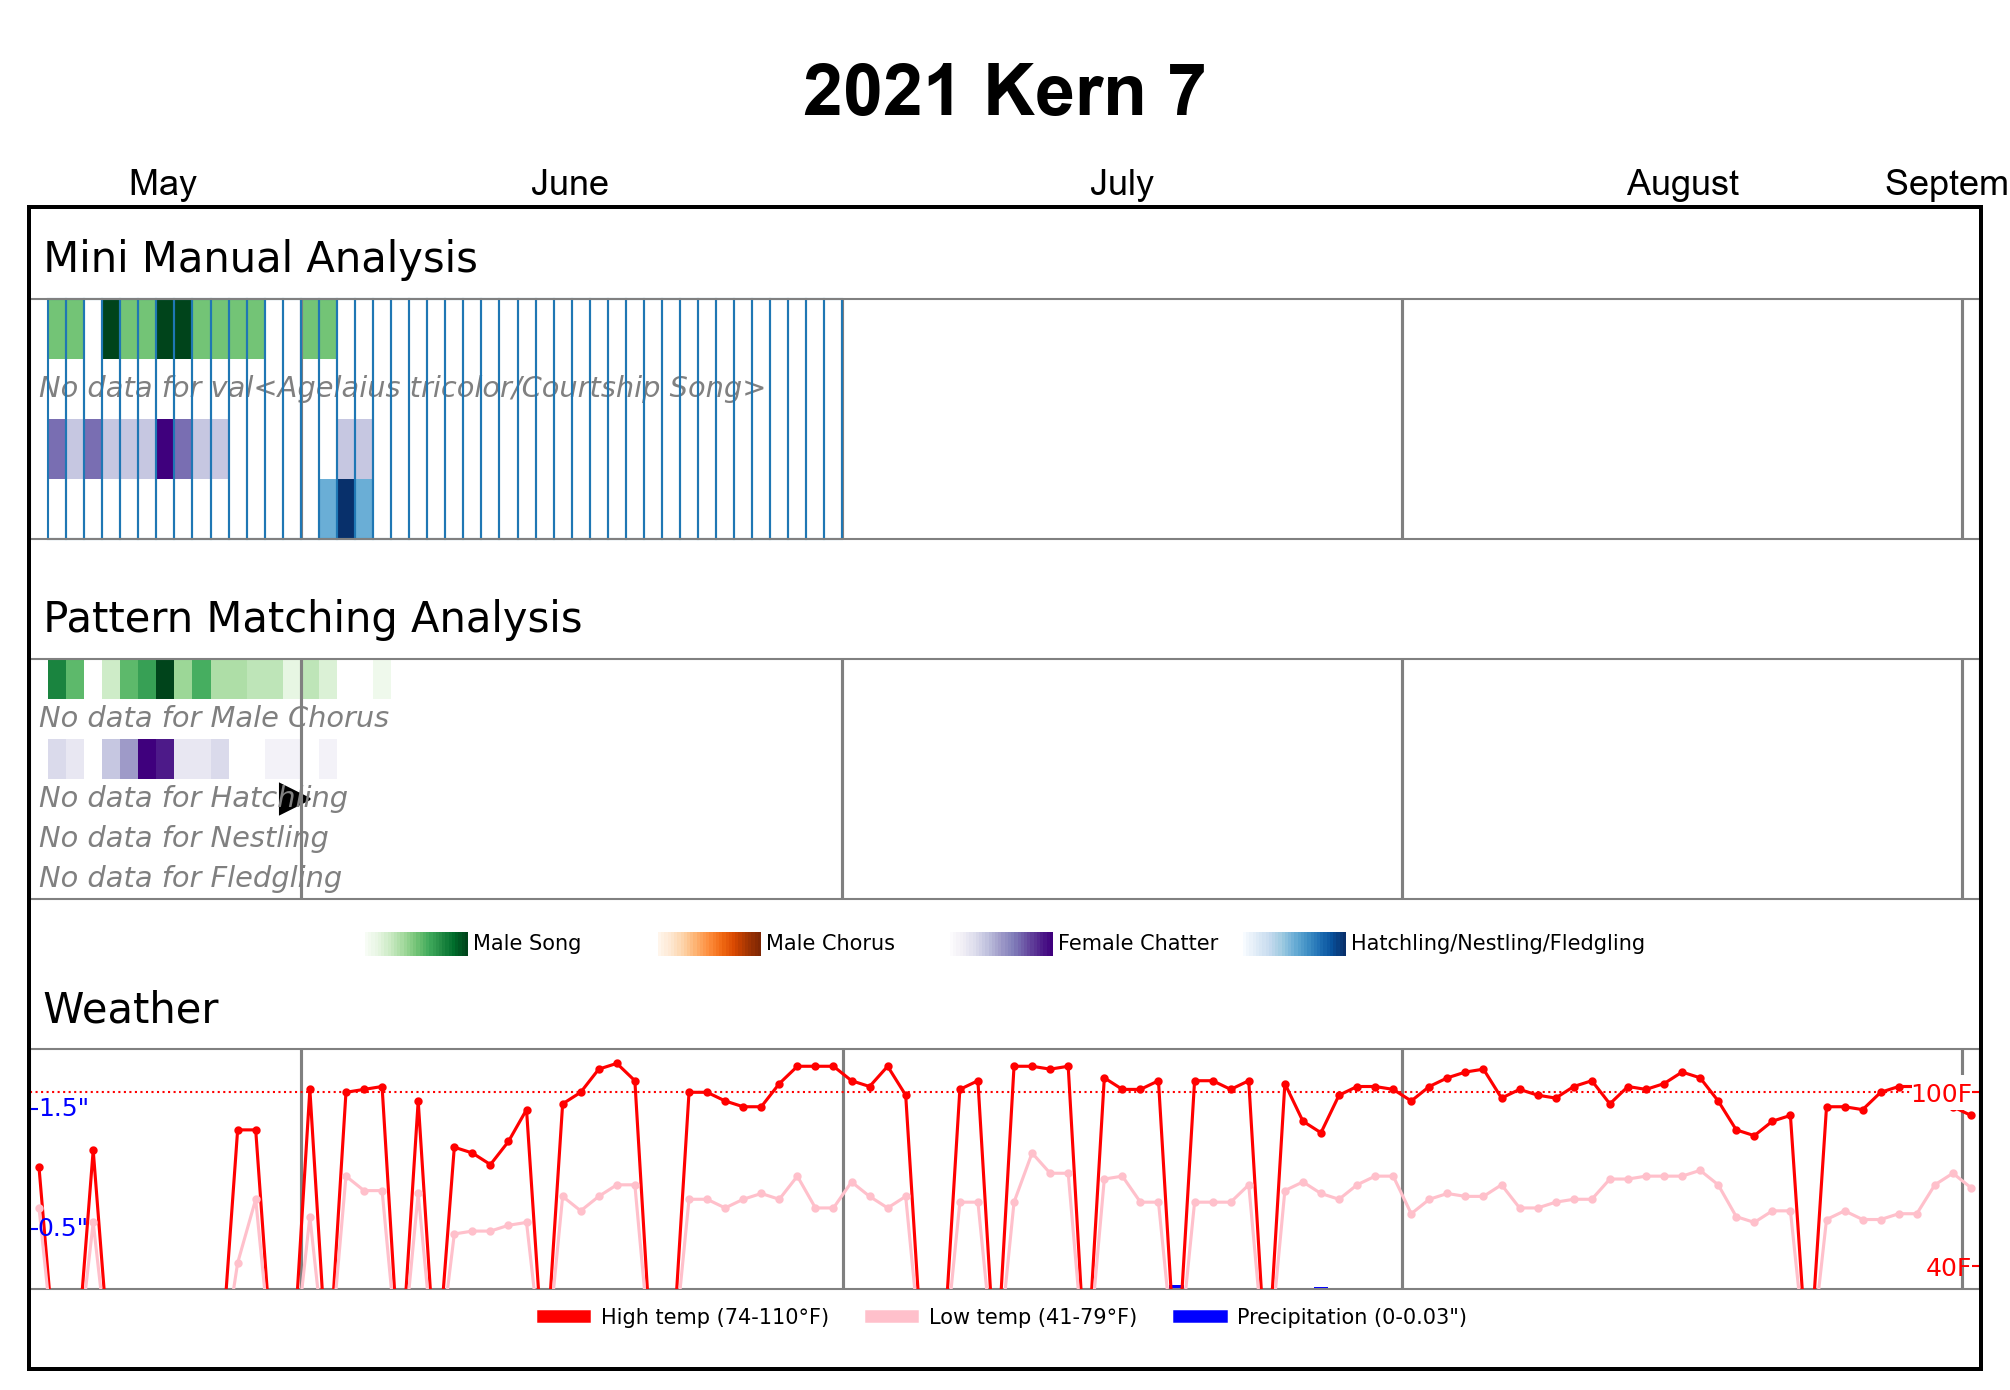 2021 Kern 7
May June July August Septem
Mini Manual Analysis
No data for val<Agelaius tricolor/Courtship Song>
Pattern Matching Analysis
No data for Male Chorus
No data for Hatchling
No data for Nestling
No data for Fledgling
Male Song Male Chorus Female Chatter Hatchling/Nestling/Fledgling
Weather
1.5" 100F
0.5"
40F
High temp (74-110°F) Low temp (41-79°F) Precipitation (0-0.03")